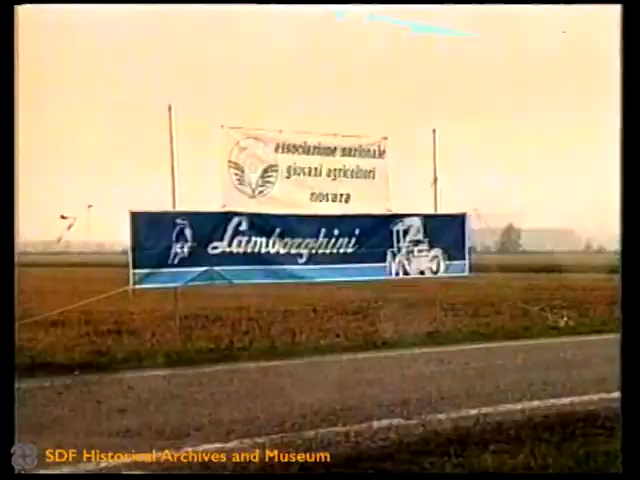 associazione nazionale
giovani agricoltori
novara
Lamborghini
SDF Historical Archives and Museum